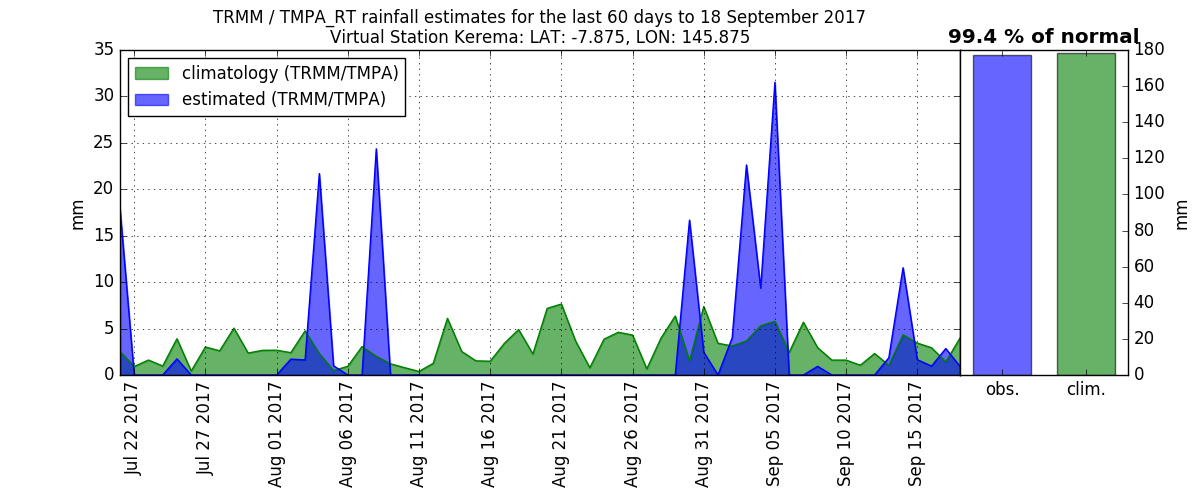 TRMM / TMPA_RT rainfall estimates for the last 60 days to 18 September 2017
Virtual Station Kerema: LAT: -7.875, LON: 145.875
99.4 % of normal
climatology (TRMM/TMPA)
estimated (TRMM/TMPA)
mm
35
30
25
20
15
10
5
0
Jul 22 2017
Jul 27 2017
Aug 01 2017
Aug 06 2017
Aug 11 2017
Aug 16 2017
Aug 21 2017
Aug 26 2017
Aug 31 2017
Sep 05 2017
Sep 10 2017
Sep 15 2017
obs.
clim.
180
160
140
120
100
80
60
40
20
0
mm